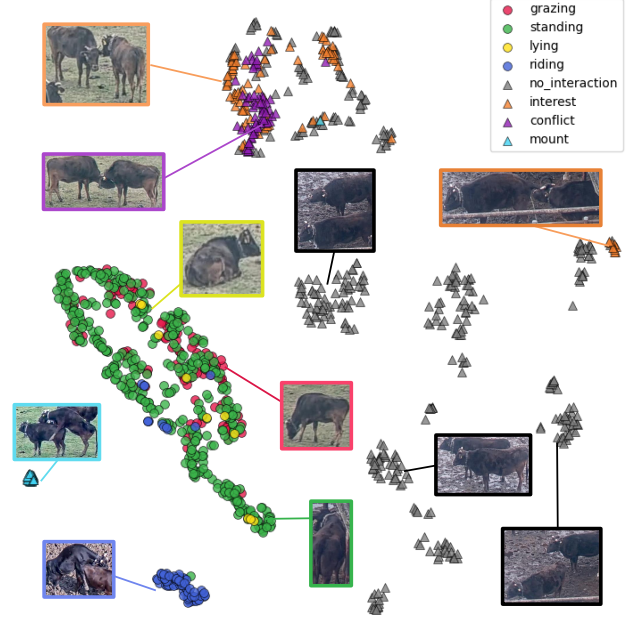 grazing
standing
lying
riding
no_interaction
interest
conflict
mount